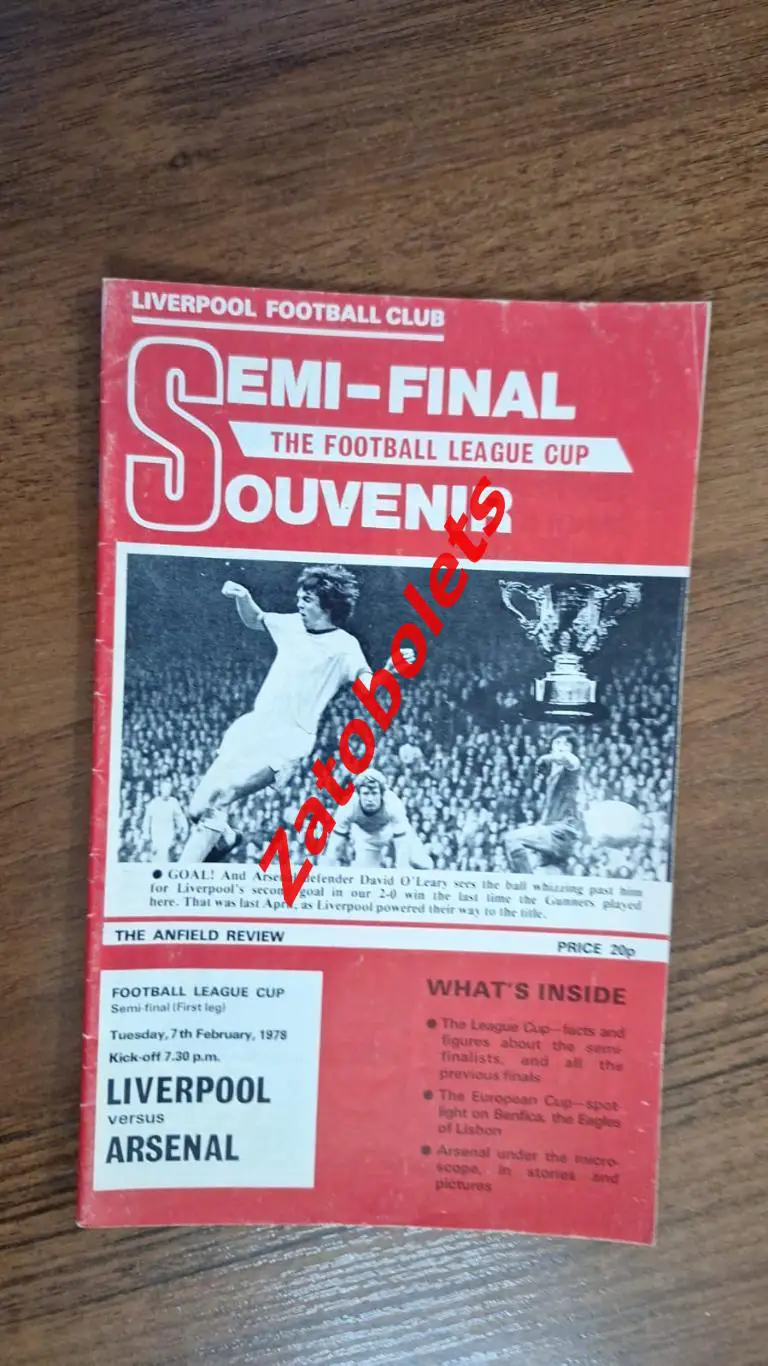 LIVERPOOL FOOTBALL CLUB
SEMI-FINAL
THE FOOTBALL LEAGUE CUP
SOUVENIR
Zatobolets
• GOAL! And Arsenal defender David O'Leary sees the ball whizzing past him
for Liverpool's second goal in our 2-0 win the last time the Gunners played
here. That was last April, as Liverpool powered their way to the title.
THE ANFIELD REVIEW
PRICE 20p
FOOTBALL LEAGUE CUP
Semi-final (First leg)
Tuesday, 7th February, 1978
Kick-off 7.30 p.m.
LIVERPOOL
versus
ARSENAL
WHAT'S INSIDE
• The League Cup—facts and
figures about the semi-
finalists, and all the
previous finals
• The European Cup—spot-
light on Benfica, the Eagles
of Lisbon
• Arsenal under the micro-
scope, in stories and
pictures